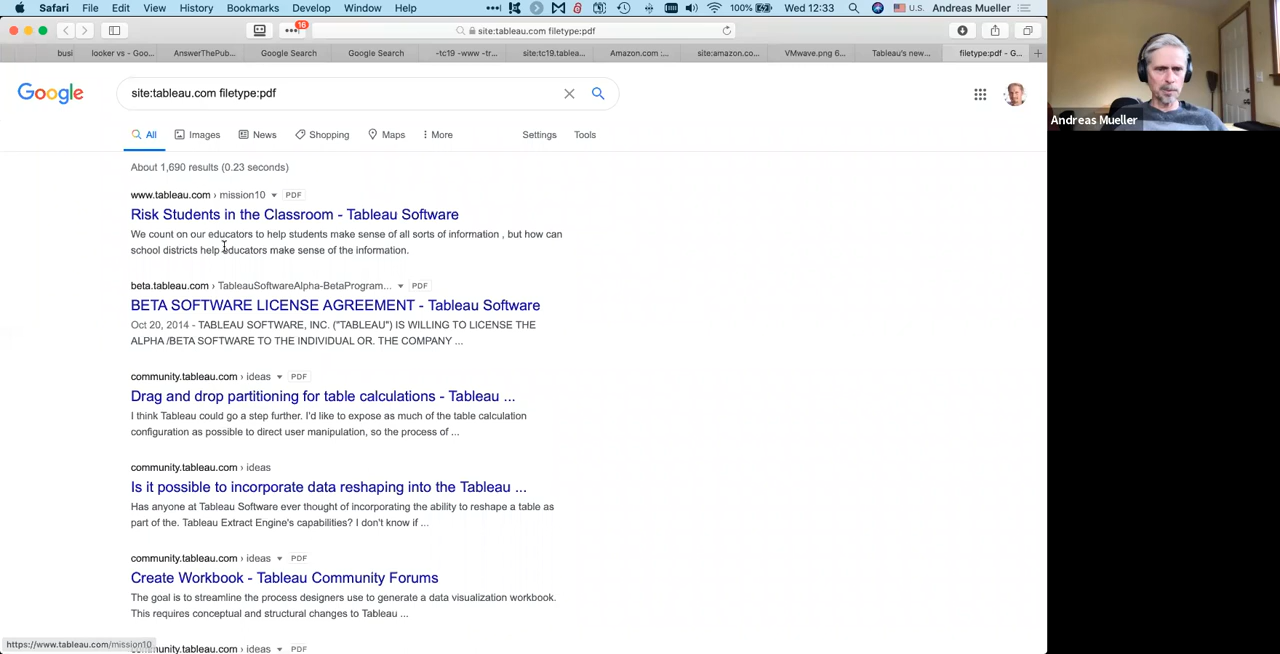 Safari File Edit View History Bookmarks Develop Window Help 100% U.S. Wed 12:33 Andreas Mueller
16
site:tableau.com filetype:pdf
busi looker vs - Goo... AnswerThePub... Google Search Google Search -tc19 -www -tr... site:tc19.tablea... Amazon.com :... site:amazon.co... VMwave.png 6... Tableau's new... filetype:pdf - G...
Google
site:tableau.com filetype:pdf
All Images News Shopping Maps More Settings Tools
About 1,690 results (0.23 seconds)
www.tableau.com › mission10 PDF
Risk Students in the Classroom - Tableau Software
We count on our educators to help students make sense of all sorts of information , but how can
school districts help educators make sense of the information.
beta.tableau.com › TableauSoftwareAlpha-BetaProgram... PDF
BETA SOFTWARE LICENSE AGREEMENT - Tableau Software
Oct 20, 2014 - TABLEAU SOFTWARE, INC. ("TABLEAU") IS WILLING TO LICENSE THE
ALPHA /BETA SOFTWARE TO THE INDIVIDUAL OR. THE COMPANY ...
community.tableau.com › ideas PDF
Drag and drop partitioning for table calculations - Tableau ...
I think Tableau could go a step further. I'd like to expose as much of the table calculation
configuration as possible to direct user manipulation, so the process of ...
community.tableau.com › ideas
Is it possible to incorporate data reshaping into the Tableau ...
Has anyone at Tableau Software ever thought of incorporating the ability to reshape a table as
part of the. Tableau Extract Engine's capabilities? I don't know if ...
community.tableau.com › ideas PDF
Create Workbook - Tableau Community Forums
The goal is to streamline the process designers use to generate a data visualization workbook.
This requires conceptual and structural changes to Tableau ...
https://www.tableau.com/mission10
munity.tableau.com › ideas PDF
Andreas Mueller